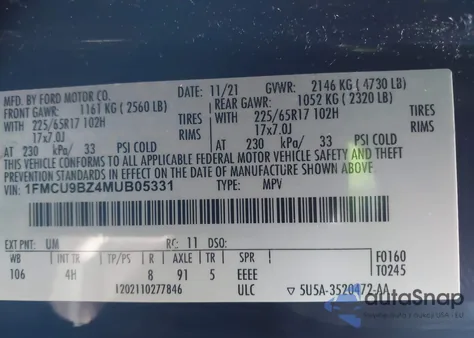 MFD. BY FORD MOTOR CO.
DATE: 11/21 GVWR: 2146 KG ( 4730 LB)
FRONT GAWR: 1161 KG ( 2560 LB) REAR GAWR: 1052 KG ( 2320 LB)
WITH 225/65R17 102H TIRES WITH 225/65R17 102H TIRES
17x7.0J RIMS 17x7.0J RIMS
AT 230 kPa/ 33 PSI COLD AT 230 kPa/ 33 PSI COLD
THIS VEHICLE CONFORMS TO ALL APPLICABLE FEDERAL MOTOR VEHICLE SAFETY AND THEFT
PREVENTION STANDARDS IN EFFECT ON THE DATE OF MANUFACTURE SHOWN ABOVE.
VIN: 1FMCU9BZ4MUB05331 TYPE: MPV
EXT PNT: UM RC: 11 DSO: F0160
WB INT TR TP/PS R AXLE TR SPR T0245
106 4H 8 91 5 EEEE
1202110277846 ULC 5U5A-3520472-AA
autoSnap